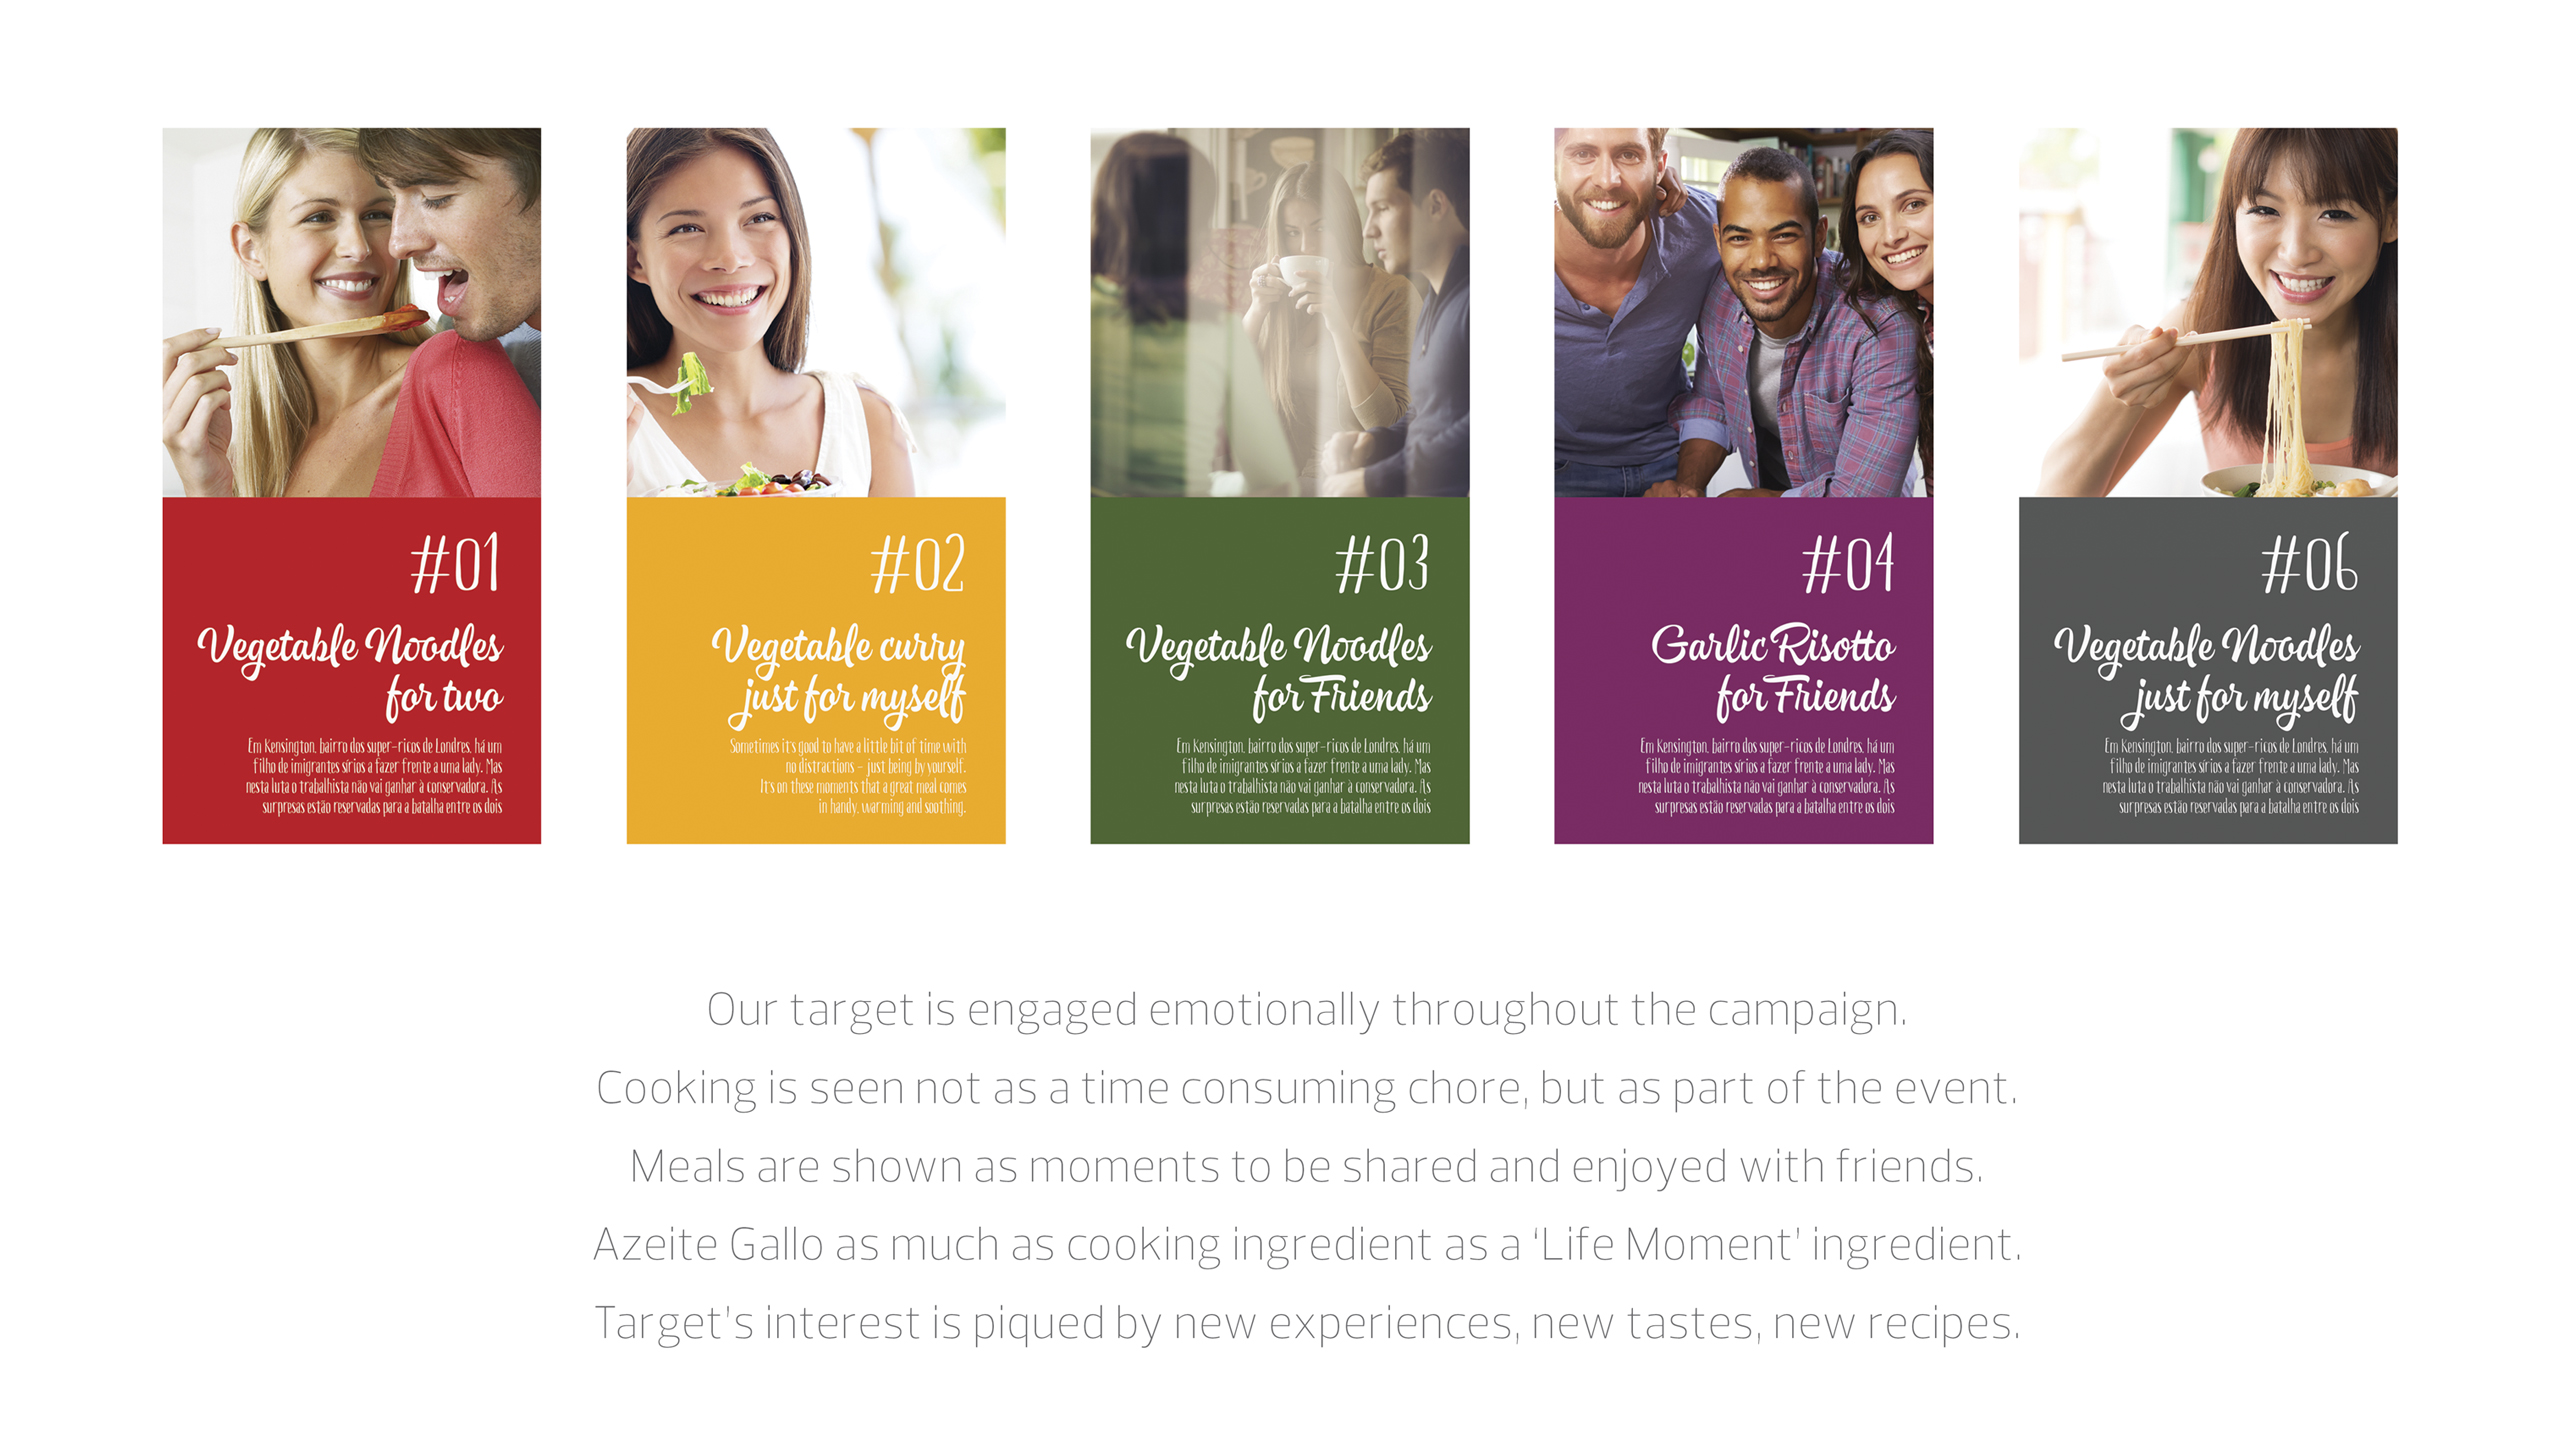 #01
Vegetable Noodles
for two
Em Kensington, bairro dos super-ricos de Londres, há um
filho de imigrantes sírios a fazer frente a uma lady. Mas
nesta luta o trabalhista não vai ganhar à conservadora. As
surpresas estão reservadas para a batalha entre os dois
#02
Vegetable curry
just for myself
Sometimes it's good to have a little bit of time with
no distractions - just being by yourself.
It's on these moments that a great meal comes
in handy, warming and soothing.
#03
Vegetable Noodles
for Friends
Em Kensington, bairro dos super-ricos de Londres, há um
filho de imigrantes sírios a fazer frente a uma lady. Mas
nesta luta o trabalhista não vai ganhar à conservadora. As
surpresas estão reservadas para a batalha entre os dois
#04
Garlic Risotto
for Friends
Em Kensington, bairro dos super-ricos de Londres, há um
filho de imigrantes sírios a fazer frente a uma lady. Mas
nesta luta o trabalhista não vai ganhar à conservadora. As
surpresas estão reservadas para a batalha entre os dois
#06
Vegetable Noodles
just for myself
Em Kensington, bairro dos super-ricos de Londres, há um
filho de imigrantes sírios a fazer frente a uma lady. Mas
nesta luta o trabalhista não vai ganhar à conservadora. As
surpresas estão reservadas para a batalha entre os dois
Our target is engaged emotionally throughout the campaign.
Cooking is seen not as a time consuming chore, but as part of the event.
Meals are shown as moments to be shared and enjoyed with friends.
Azeite Gallo as much as cooking ingredient as a 'Life Moment' ingredient.
Target's interest is piqued by new experiences, new tastes, new recipes.